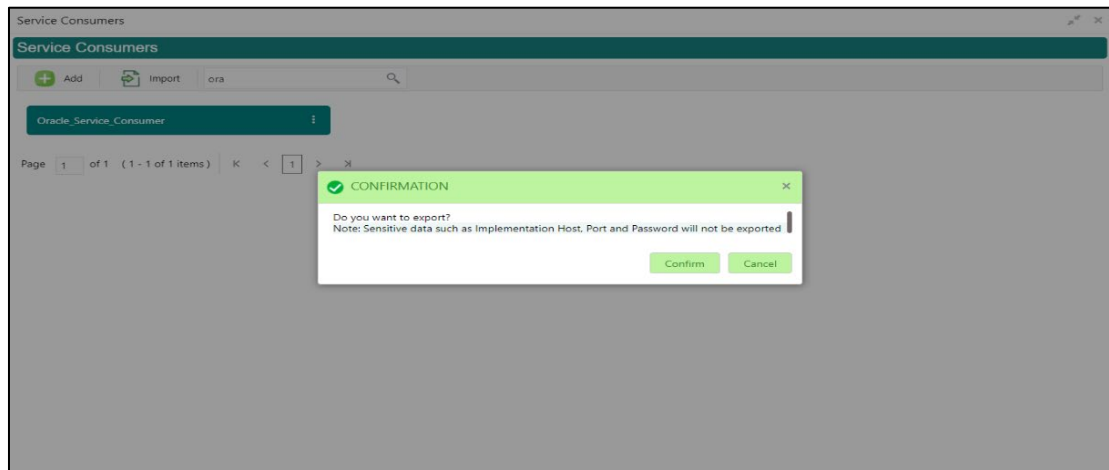 Service Consumers
Service Consumers
Add Import ora
Oracle_Service_Consumer
Page 1 of 1 (1 - 1 of 1 items) K < 1 > >|
CONFIRMATION
Do you want to export?
Note: Sensitive data such as Implementation Host, Port and Password will not be exported
Confirm Cancel